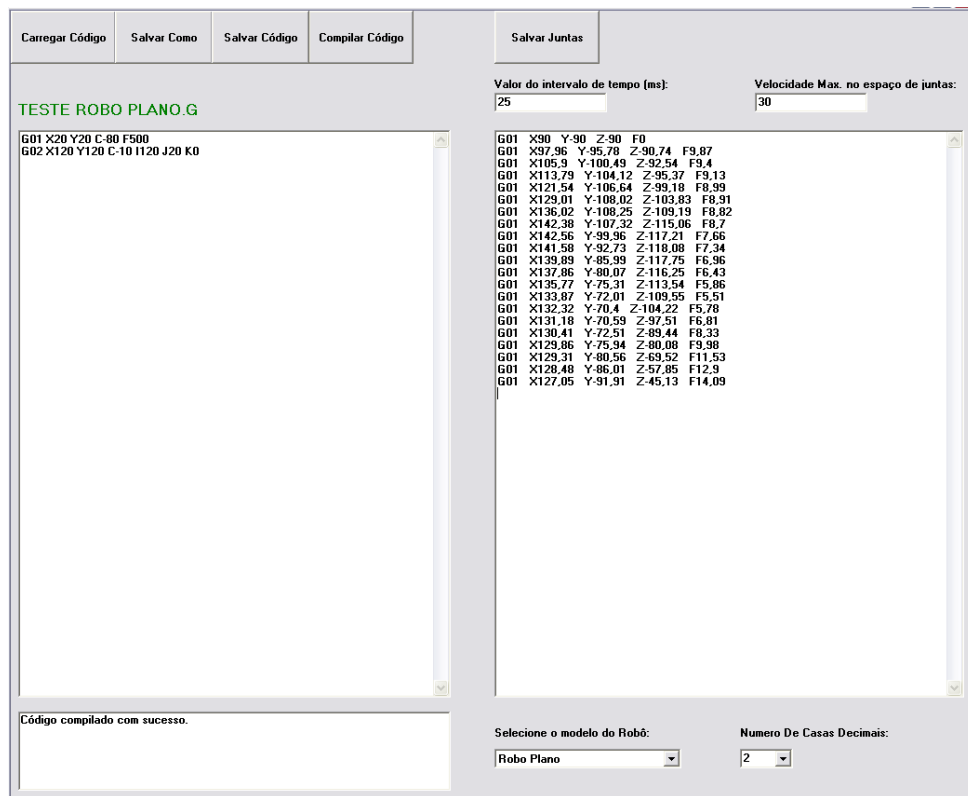 Carregar Código Salvar Como Salvar Código Compilar Código Salvar Juntas
Valor do intervalo de tempo (ms): Velocidade Max. no espaço de juntas:
25 30
TESTE ROBO PLANO.G
G01 X20 Y20 C-80 F500
G02 X120 Y120 C-10 I120 J20 K0
G01 X90 Y-90 Z-90 F0
G01 X97,96 Y-95,78 Z-90,74 F9,87
G01 X105,9 Y-100,49 Z-92,54 F9,4
G01 X113,79 Y-104,12 Z-95,37 F9,13
G01 X121,54 Y-106,64 Z-99,18 F8,99
G01 X129,01 Y-108,02 Z-103,83 F8,91
G01 X136,02 Y-108,25 Z-109,19 F8,82
G01 X142,38 Y-107,32 Z-115,06 F8,7
G01 X142,56 Y-99,96 Z-117,21 F7,66
G01 X141,58 Y-92,73 Z-118,08 F7,34
G01 X139,89 Y-85,99 Z-117,75 F6,96
G01 X137,86 Y-80,07 Z-116,25 F6,43
G01 X135,77 Y-75,31 Z-113,54 F5,86
G01 X133,87 Y-72,01 Z-109,55 F5,51
G01 X132,32 Y-70,4 Z-104,22 F5,78
G01 X131,18 Y-70,59 Z-97,51 F6,81
G01 X130,41 Y-72,51 Z-89,44 F8,33
G01 X129,86 Y-75,94 Z-80,08 F9,98
G01 X129,31 Y-80,56 Z-69,52 F11,53
G01 X128,48 Y-86,01 Z-57,85 F12,9
G01 X127,05 Y-91,91 Z-45,13 F14,09
Código compilado com sucesso.
Selecione o modelo do Robô: Numero De Casas Decimais:
Robo Plano 2